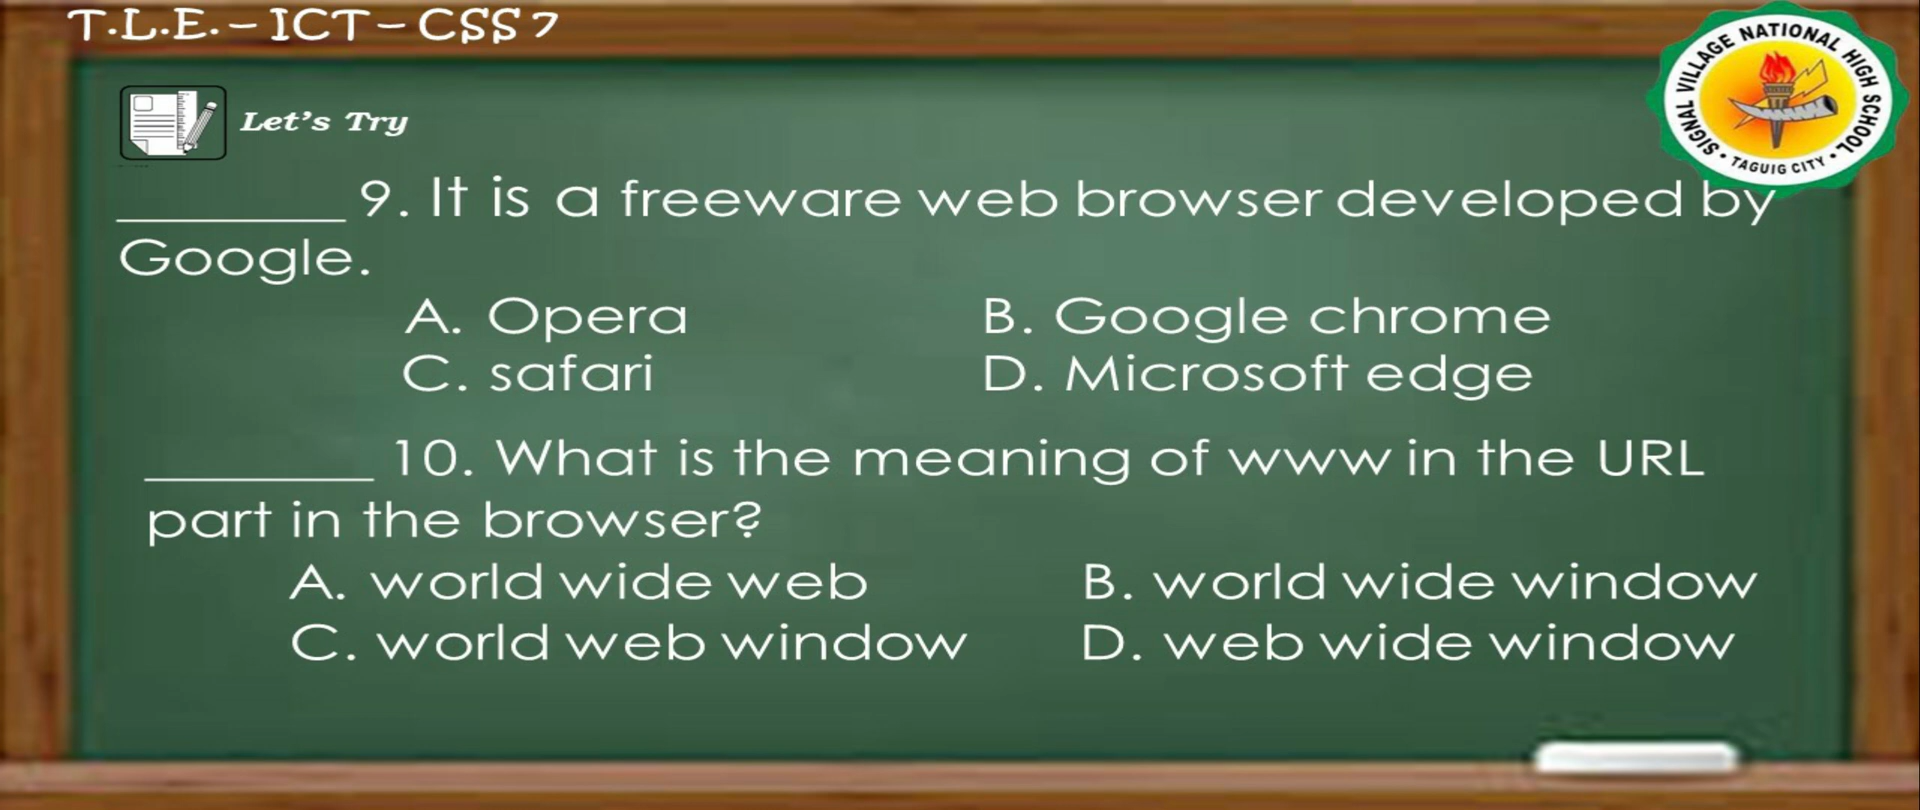 T.L.E. – ICT – CSS 7
SIGNAL VILLAGE NATIONAL HIGH SCHOOL
• TAGUIG CITY •
Let's Try
________ 9. It is a freeware web browser developed by
Google.
A. Opera B. Google chrome
C. safari D. Microsoft edge
________ 10. What is the meaning of www in the URL
part in the browser?
A. world wide web B. world wide window
C. world web window D. web wide window